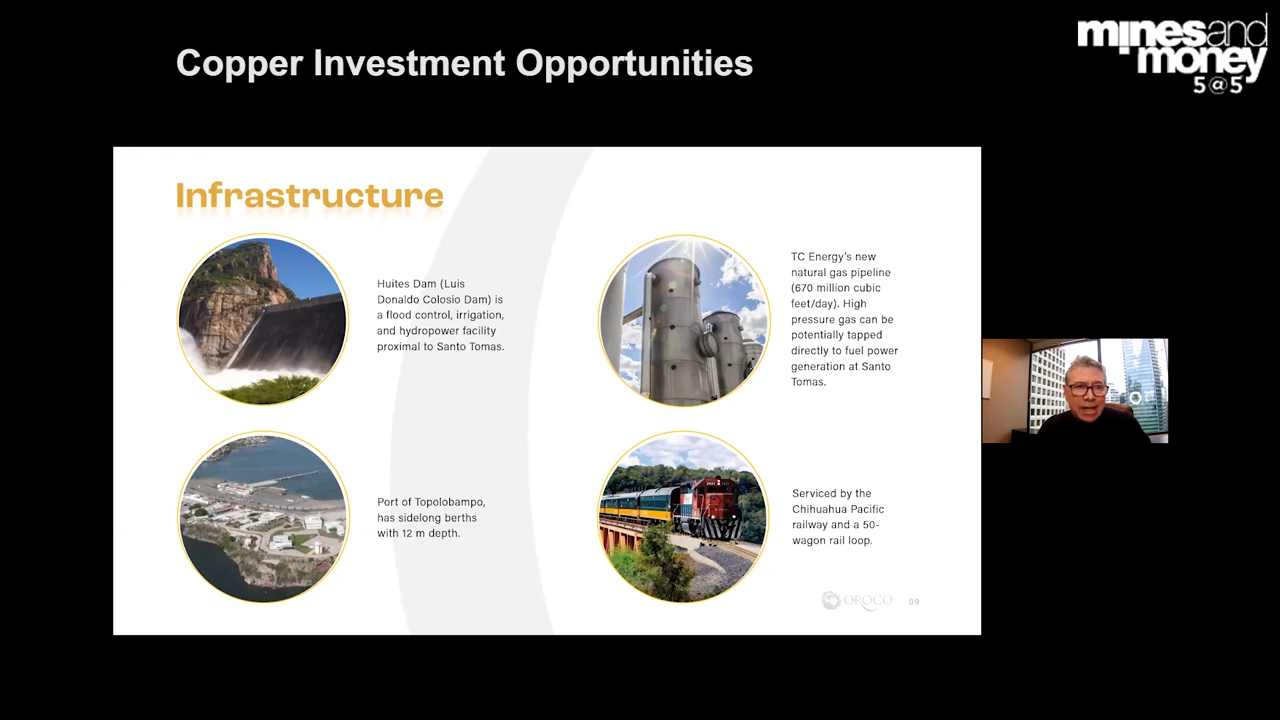 Copper Investment Opportunities
mines and
money
5@5
Infrastructure
Huites Dam (Luis
Donaldo Colosio Dam) is
a flood control, irrigation,
and hydropower facility
proximal to Santo Tomas.
TC Energy's new
natural gas pipeline
(670 million cubic
feet/day). High
pressure gas can be
potentially tapped
directly to fuel power
generation at Santo
Tomas.
Port of Topolobampo,
has sidelong berths
with 12 m depth.
Serviced by the
Chihuahua Pacific
railway and a 50-
wagon rail loop.
OROCO
09